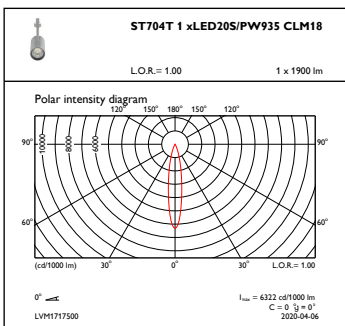 ST704T 1 xLED20S/PW935 CLM18
L.O.R.= 1.00 1 x 1900 lm
Polar intensity diagram
120° 150° 180° 150° 120°
90° 10000 8000 6000 90°
60° 60°
(cd/1000 lm) 30° 0° 30° L.O.R.= 1.00
0° Imax = 6322 cd/1000 lm
C = 0 °g = 0°
LVM1717500 2020-04-06